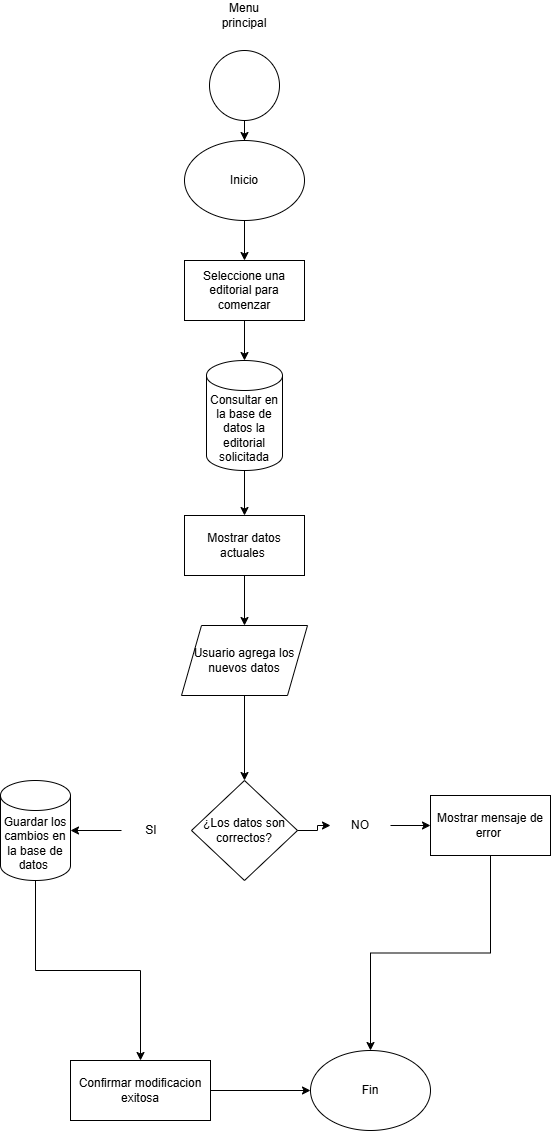 Menu
principal
Inicio
Seleccione una
editorial para
comenzar
Consultar en
la base de
datos la
editorial
solicitada
Mostrar datos
actuales
Usuario agrega los
nuevos datos
¿Los datos son
correctos?
SI
NO
Guardar los
cambios en
la base de
datos
Mostrar mensaje de
error
Confirmar modificacion
exitosa
Fin